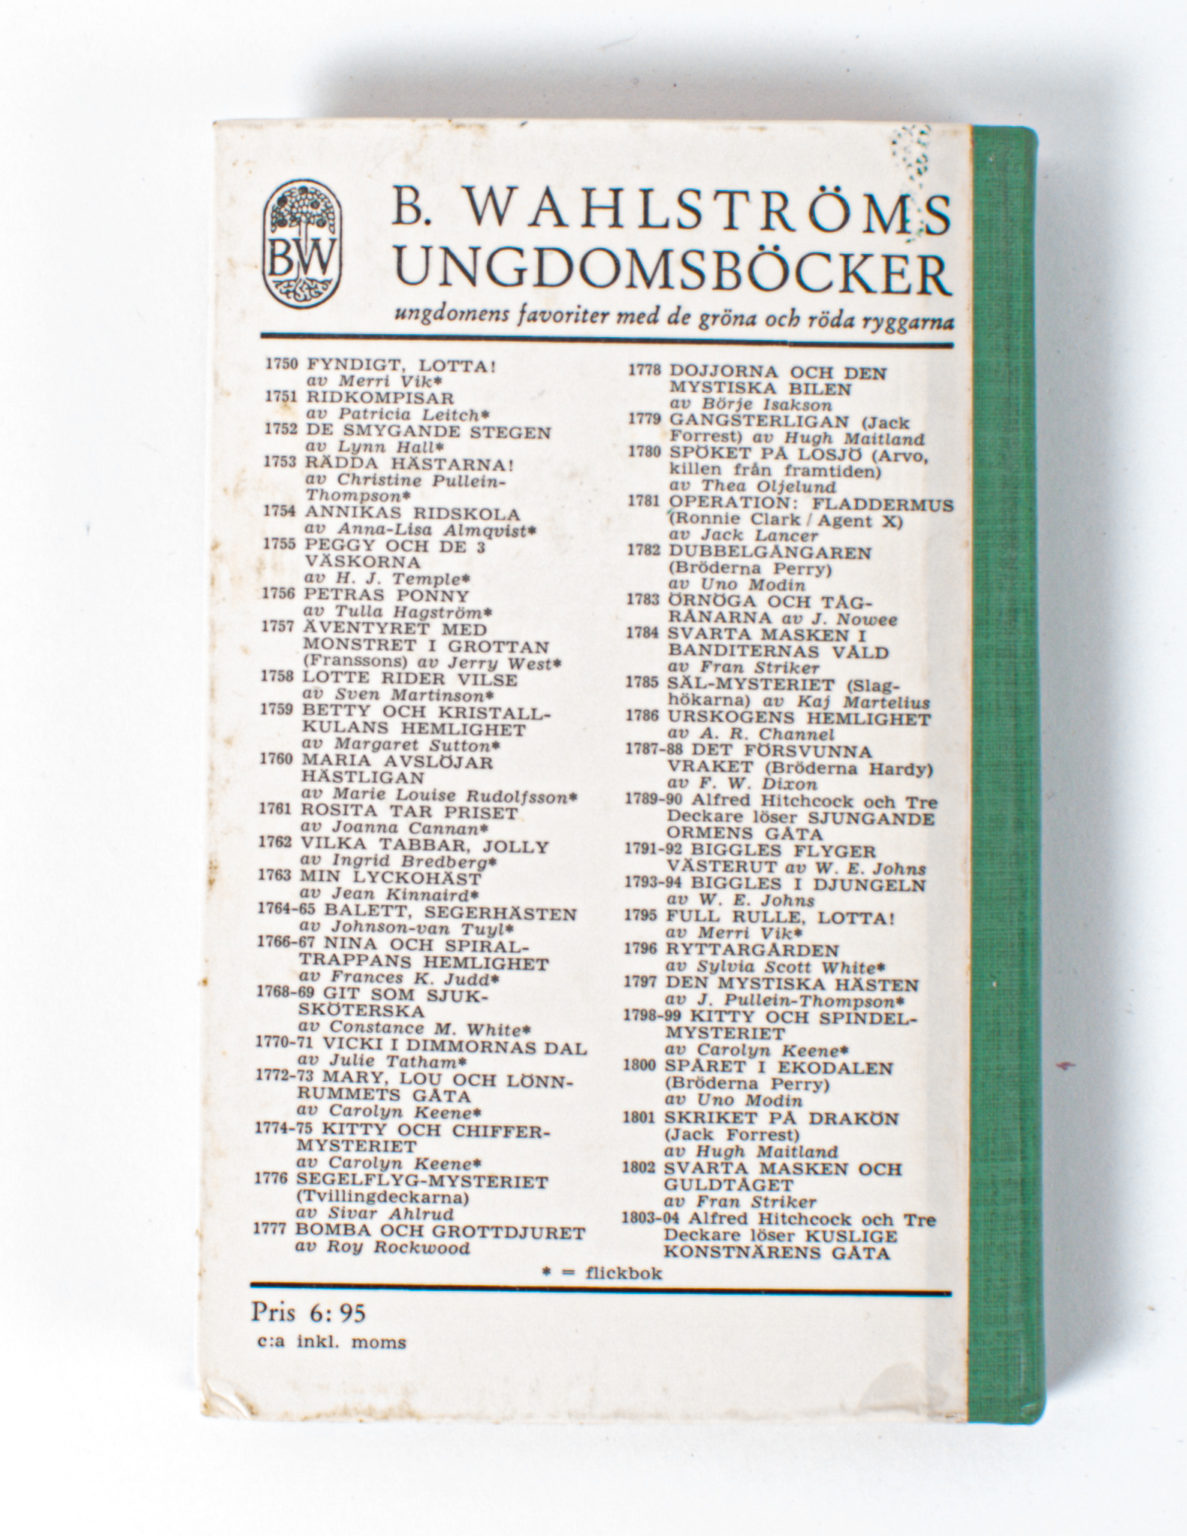 BW
B. WAHLSTRÖMS
UNGDOMSBÖCKER
ungdomens favoriter med de gröna och röda ryggarna
1750 FYNDIGT, LOTTA!
av Merri Vik*
1751 RIDKOMPISAR
av Patricia Leitch*
1752 DE SMYGANDE STEGEN
av Lynn Hall*
1753 RÄDDA HÄSTARNA!
av Christine Pullein-
Thompson*
1754 ANNIKAS RIDSKOLA
av Anna-Lisa Almqvist*
1755 PEGGY OCH DE 3
VÄSKORNA
av H. J. Temple*
1756 PETRAS PONNY
av Tulla Hagström*
1757 ÄVENTYRET MED
MONSTRET I GROTTAN
(Franssons) av Jerry West*
1758 LOTTE RIDER VILSE
av Sven Martinson*
1759 BETTY OCH KRISTALL-
KULANS HEMLIGHET
av Margaret Sutton*
1760 MARIA AVSLÖJAR
HÄSTLIGAN
av Marie Louise Rudolfsson*
1761 ROSITA TAR PRISET
av Joanna Cannan*
1762 VILKA TABBAR, JOLLY
av Ingrid Bredberg*
1763 MIN LYCKOHÄST
av Jean Kinnaird*
1764-65 BALETT, SEGERHÄSTEN
av Johnson-van Tuyl*
1766-67 NINA OCH SPIRAL-
TRAPPANS HEMLIGHET
av Frances K. Judd*
1768-69 GIT SOM SJUK-
SKÖTERSKA
av Constance M. White*
1770-71 VICKI I DIMMORNAS DAL
av Julie Tatham*
1772-73 MARY, LOU OCH LÖNN-
RUMMETS GÅTA
av Carolyn Keene*
1774-75 KITTY OCH CHIFFER-
MYSTERIET
av Carolyn Keene*
1776 SEGELFLYG-MYSTERIET
(Tvillingdeckarna)
av Sivar Ahlrud
1777 BOMBA OCH GROTTDJURET
av Roy Rockwood
1778 DOJJORNA OCH DEN
MYSTISKA BILEN
av Börje Isakson
1779 GANGSTERLIGAN (Jack
Forrest) av Hugh Maitland
1780 SPÖKET PÅ LOSJÖ (Arvo,
killen från framtiden)
av Thea Oljelund
1781 OPERATION: FLADDERMUS
(Ronnie Clark / Agent X)
av Jack Lancer
1782 DUBBELGÅNGAREN
(Bröderna Perry)
av Uno Modin
1783 ÖRNÖGA OCH TÅG-
RÅNARNA av J. Nowee
1784 SVARTA MASKEN I
BANDITERNAS VÅLD
av Fran Striker
1785 SÄL-MYSTERIET (Slag-
hökarna) av Kaj Martelius
1786 URSKOGENS HEMLIGHET
av A. R. Channel
1787-88 DET FÖRSVUNNA
VRAKET (Bröderna Hardy)
av F. W. Dixon
1789-90 Alfred Hitchcock och Tre
Deckare löser SJUNGANDE
ORMENS GÅTA
1791-92 BIGGLES FLYGER
VÄSTERUT av W. E. Johns
1793-94 BIGGLES I DJUNGELN
av W. E. Johns
1795 FULL RULLE, LOTTA!
av Merri Vik*
1796 RYTTARGÅRDEN
av Sylvia Scott White*
1797 DEN MYSTISKA HÄSTEN
av J. Pullein-Thompson*
1798-99 KITTY OCH SPINDEL-
MYSTERIET
av Carolyn Keene*
1800 SPÅRET I EKODALEN
(Bröderna Perry)
av Uno Modin
1801 SKRIKET PÅ DRAKÖN
(Jack Forrest)
av Hugh Maitland
1802 SVARTA MASKEN OCH
GULDTÅGET
av Fran Striker
1803-04 Alfred Hitchcock och Tre
Deckare löser KUSLIGE
KONSTNÄRENS GÅTA
* = flickbok
Pris 6: 95
c:a inkl. moms